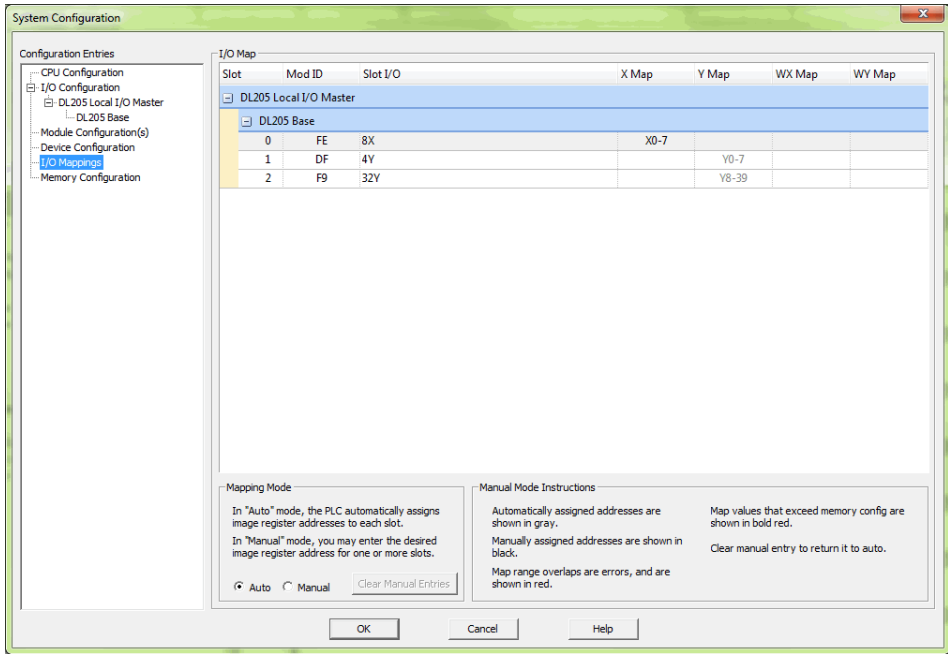 System Configuration
Configuration Entries
CPU Configuration
I/O Configuration
DL205 Local I/O Master
DL205 Base
Module Configuration(s)
Device Configuration
I/O Mappings
Memory Configuration
I/O Map
Slot Mod ID Slot I/O X Map Y Map WX Map WY Map
DL205 Local I/O Master
DL205 Base
0 FE 8X X0-7
1 DF 4Y Y0-7
2 F9 32Y Y8-39
Mapping Mode
In "Auto" mode, the PLC automatically assigns
image register addresses to each slot.
In "Manual" mode, you may enter the desired
image register address for one or more slots.
Auto Manual Clear Manual Entries
Manual Mode Instructions
Automatically assigned addresses are
shown in gray.
Manually assigned addresses are shown in
black.
Map range overlaps are errors, and are
shown in red.
Map values that exceed memory config are
shown in bold red.
Clear manual entry to return it to auto.
OK Cancel Help